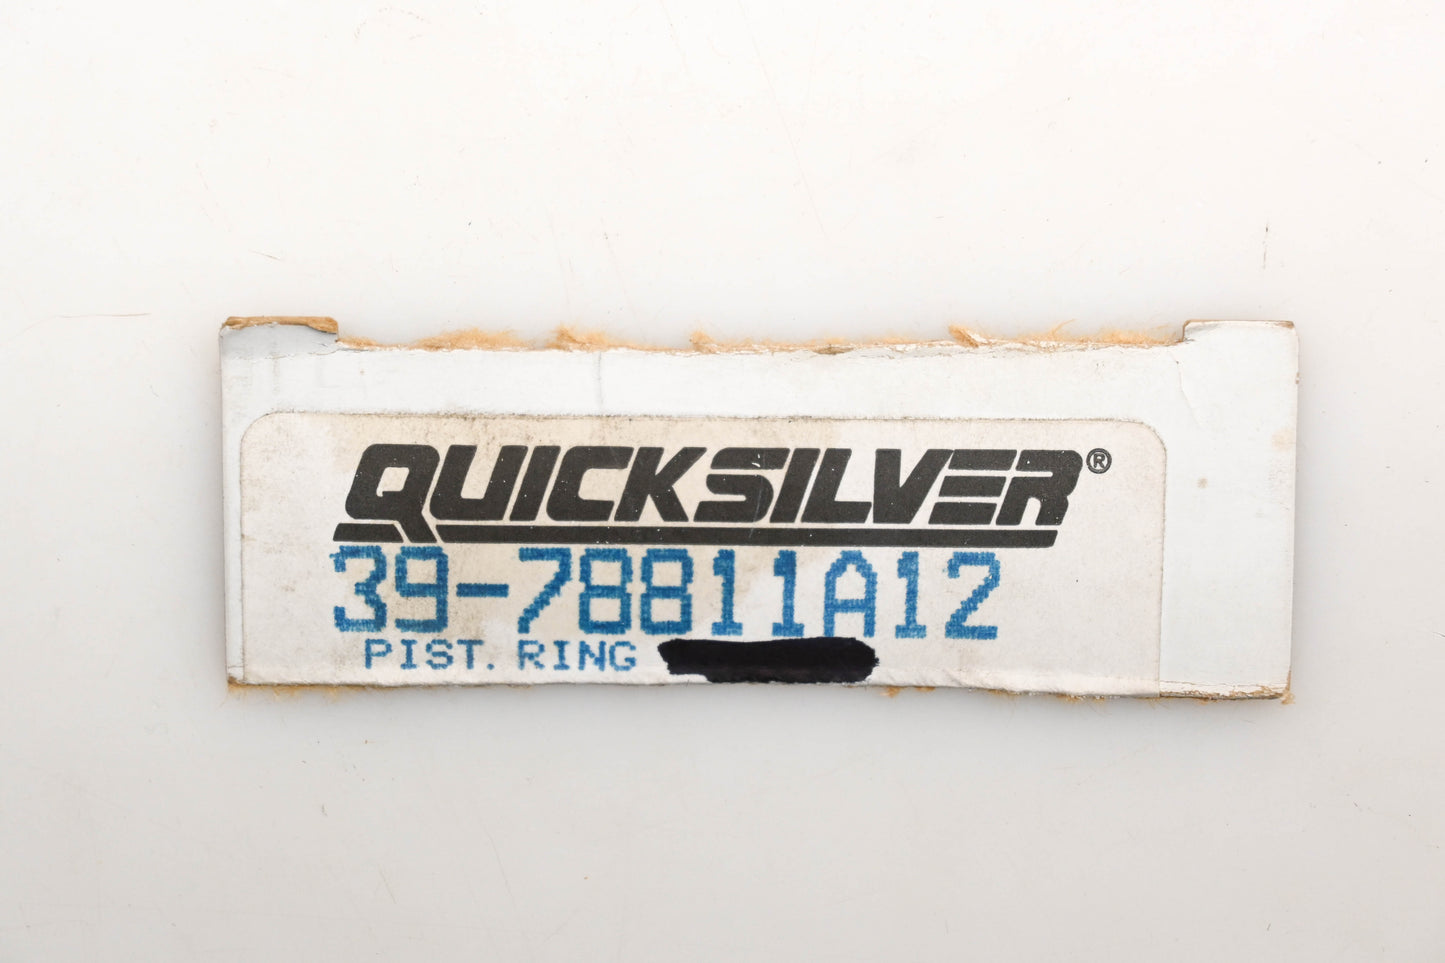 QUICKSILVER®
39-78811A12
PIST. RING